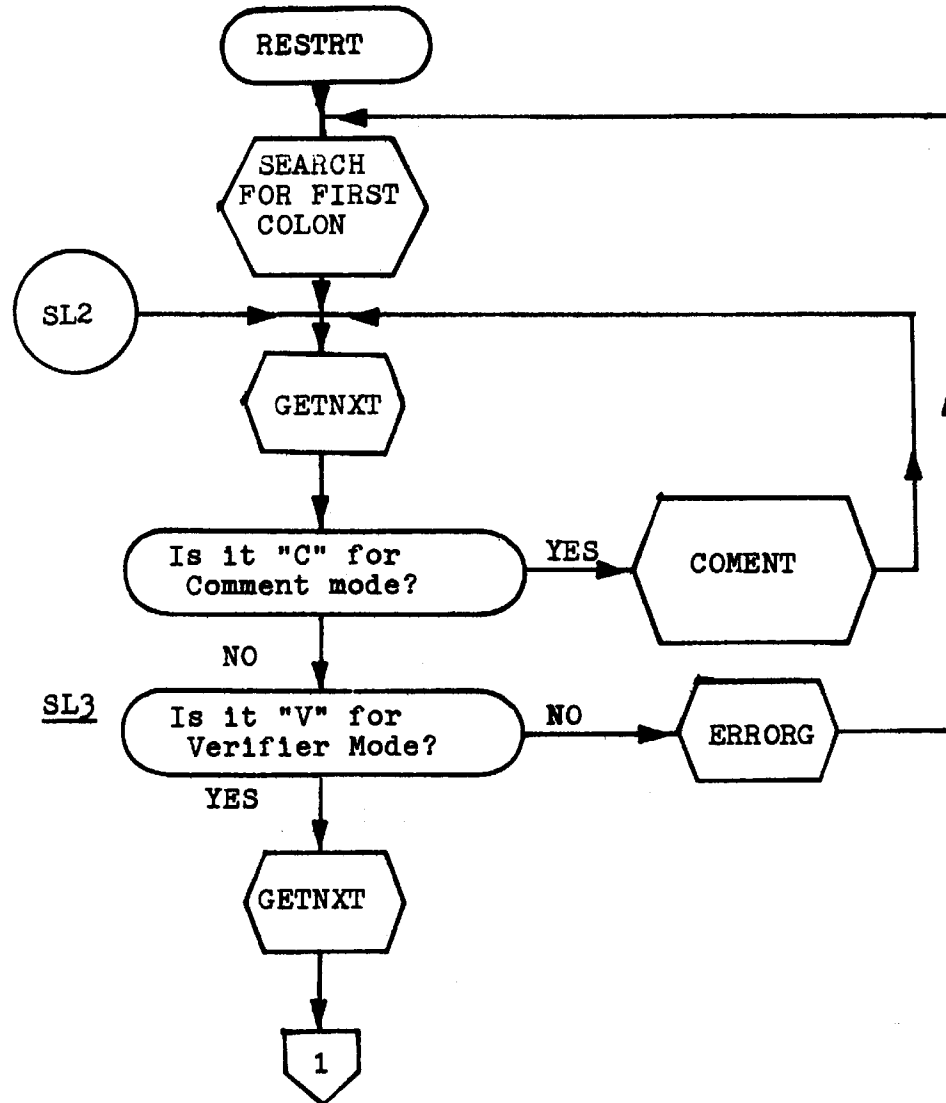 RESTRT
SEARCH
FOR FIRST
COLON
SL2
GETNXT
Is it "C" for
Comment mode?
YES
COMENT
NO
SL3
Is it "V" for
Verifier Mode?
NO
ERRORG
YES
GETNXT
1